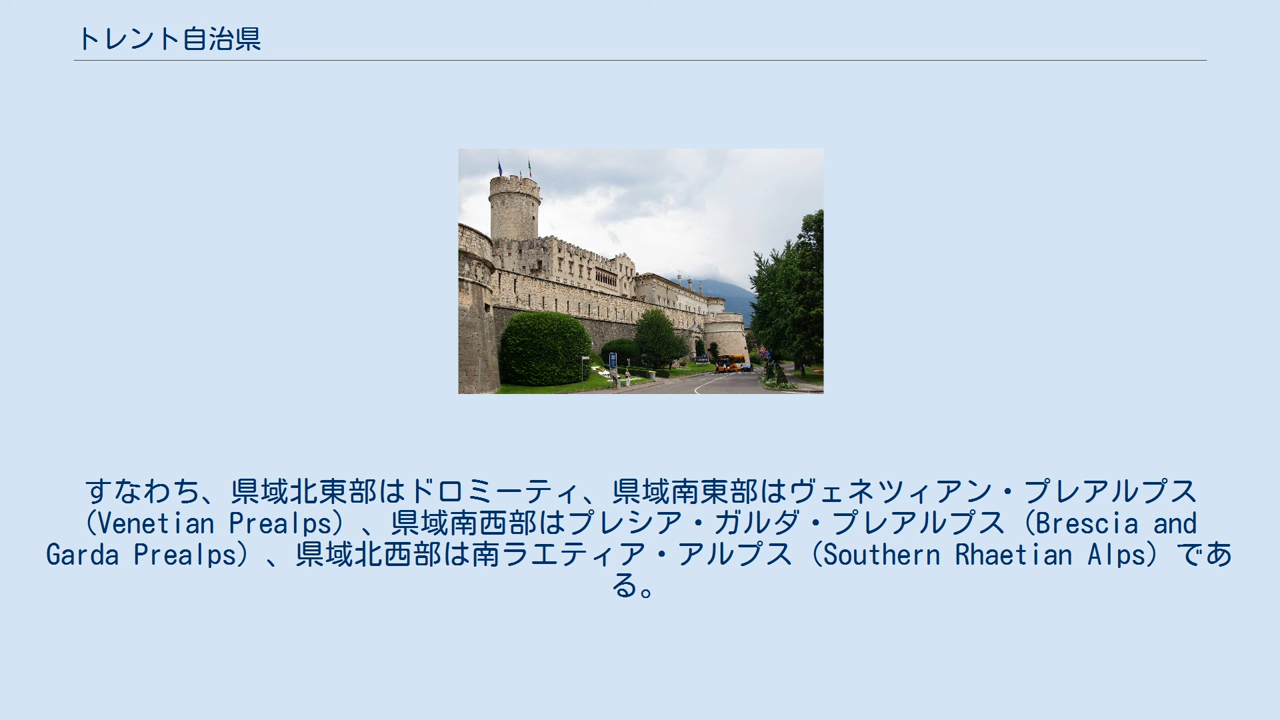 トレント自治県
すなわち、県域北東部はドロミーティ、県域南東部はヴェネツィアン・プレアルプス
（Venetian Prealps）、県域南西部はプレシア・ガルダ・プレアルプス（Brescia and
Garda Prealps）、県域北西部は南ラエティア・アルプス（Southern Rhaetian Alps）であ
る。